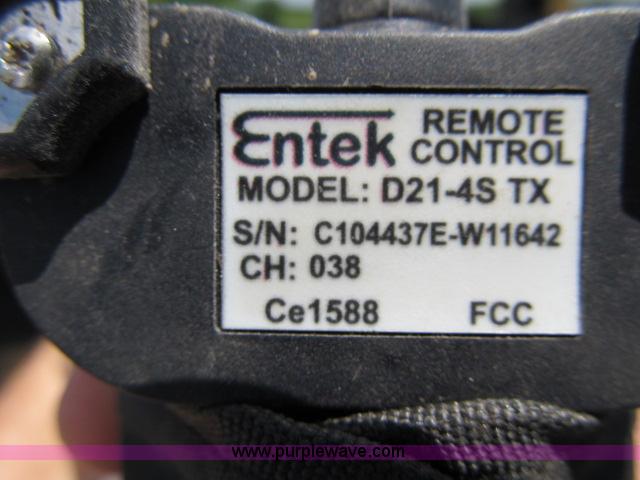 Entek REMOTE CONTROL
MODEL: D21-4S TX
S/N: C104437E-W11642
CH: 038
Ce1588 FCC
www.purplewave.com